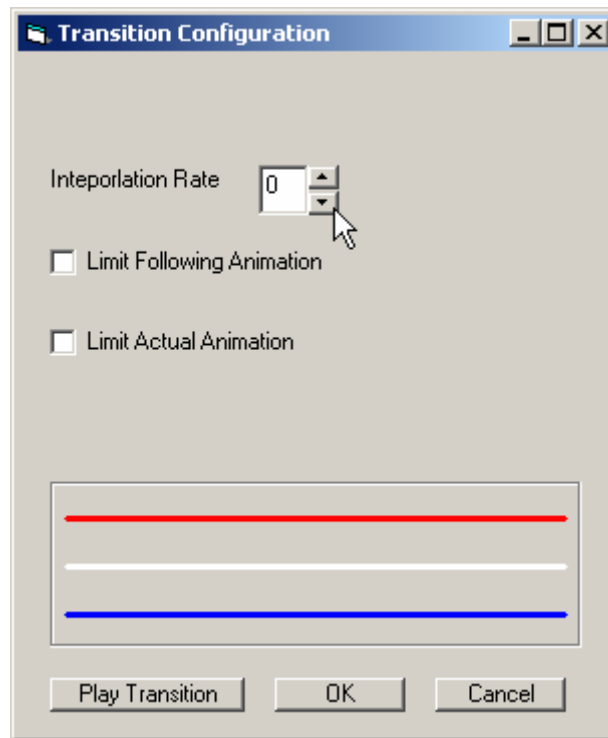 Transition Configuration
Inteporlation Rate 0
Limit Following Animation
Limit Actual Animation
Play Transition OK Cancel